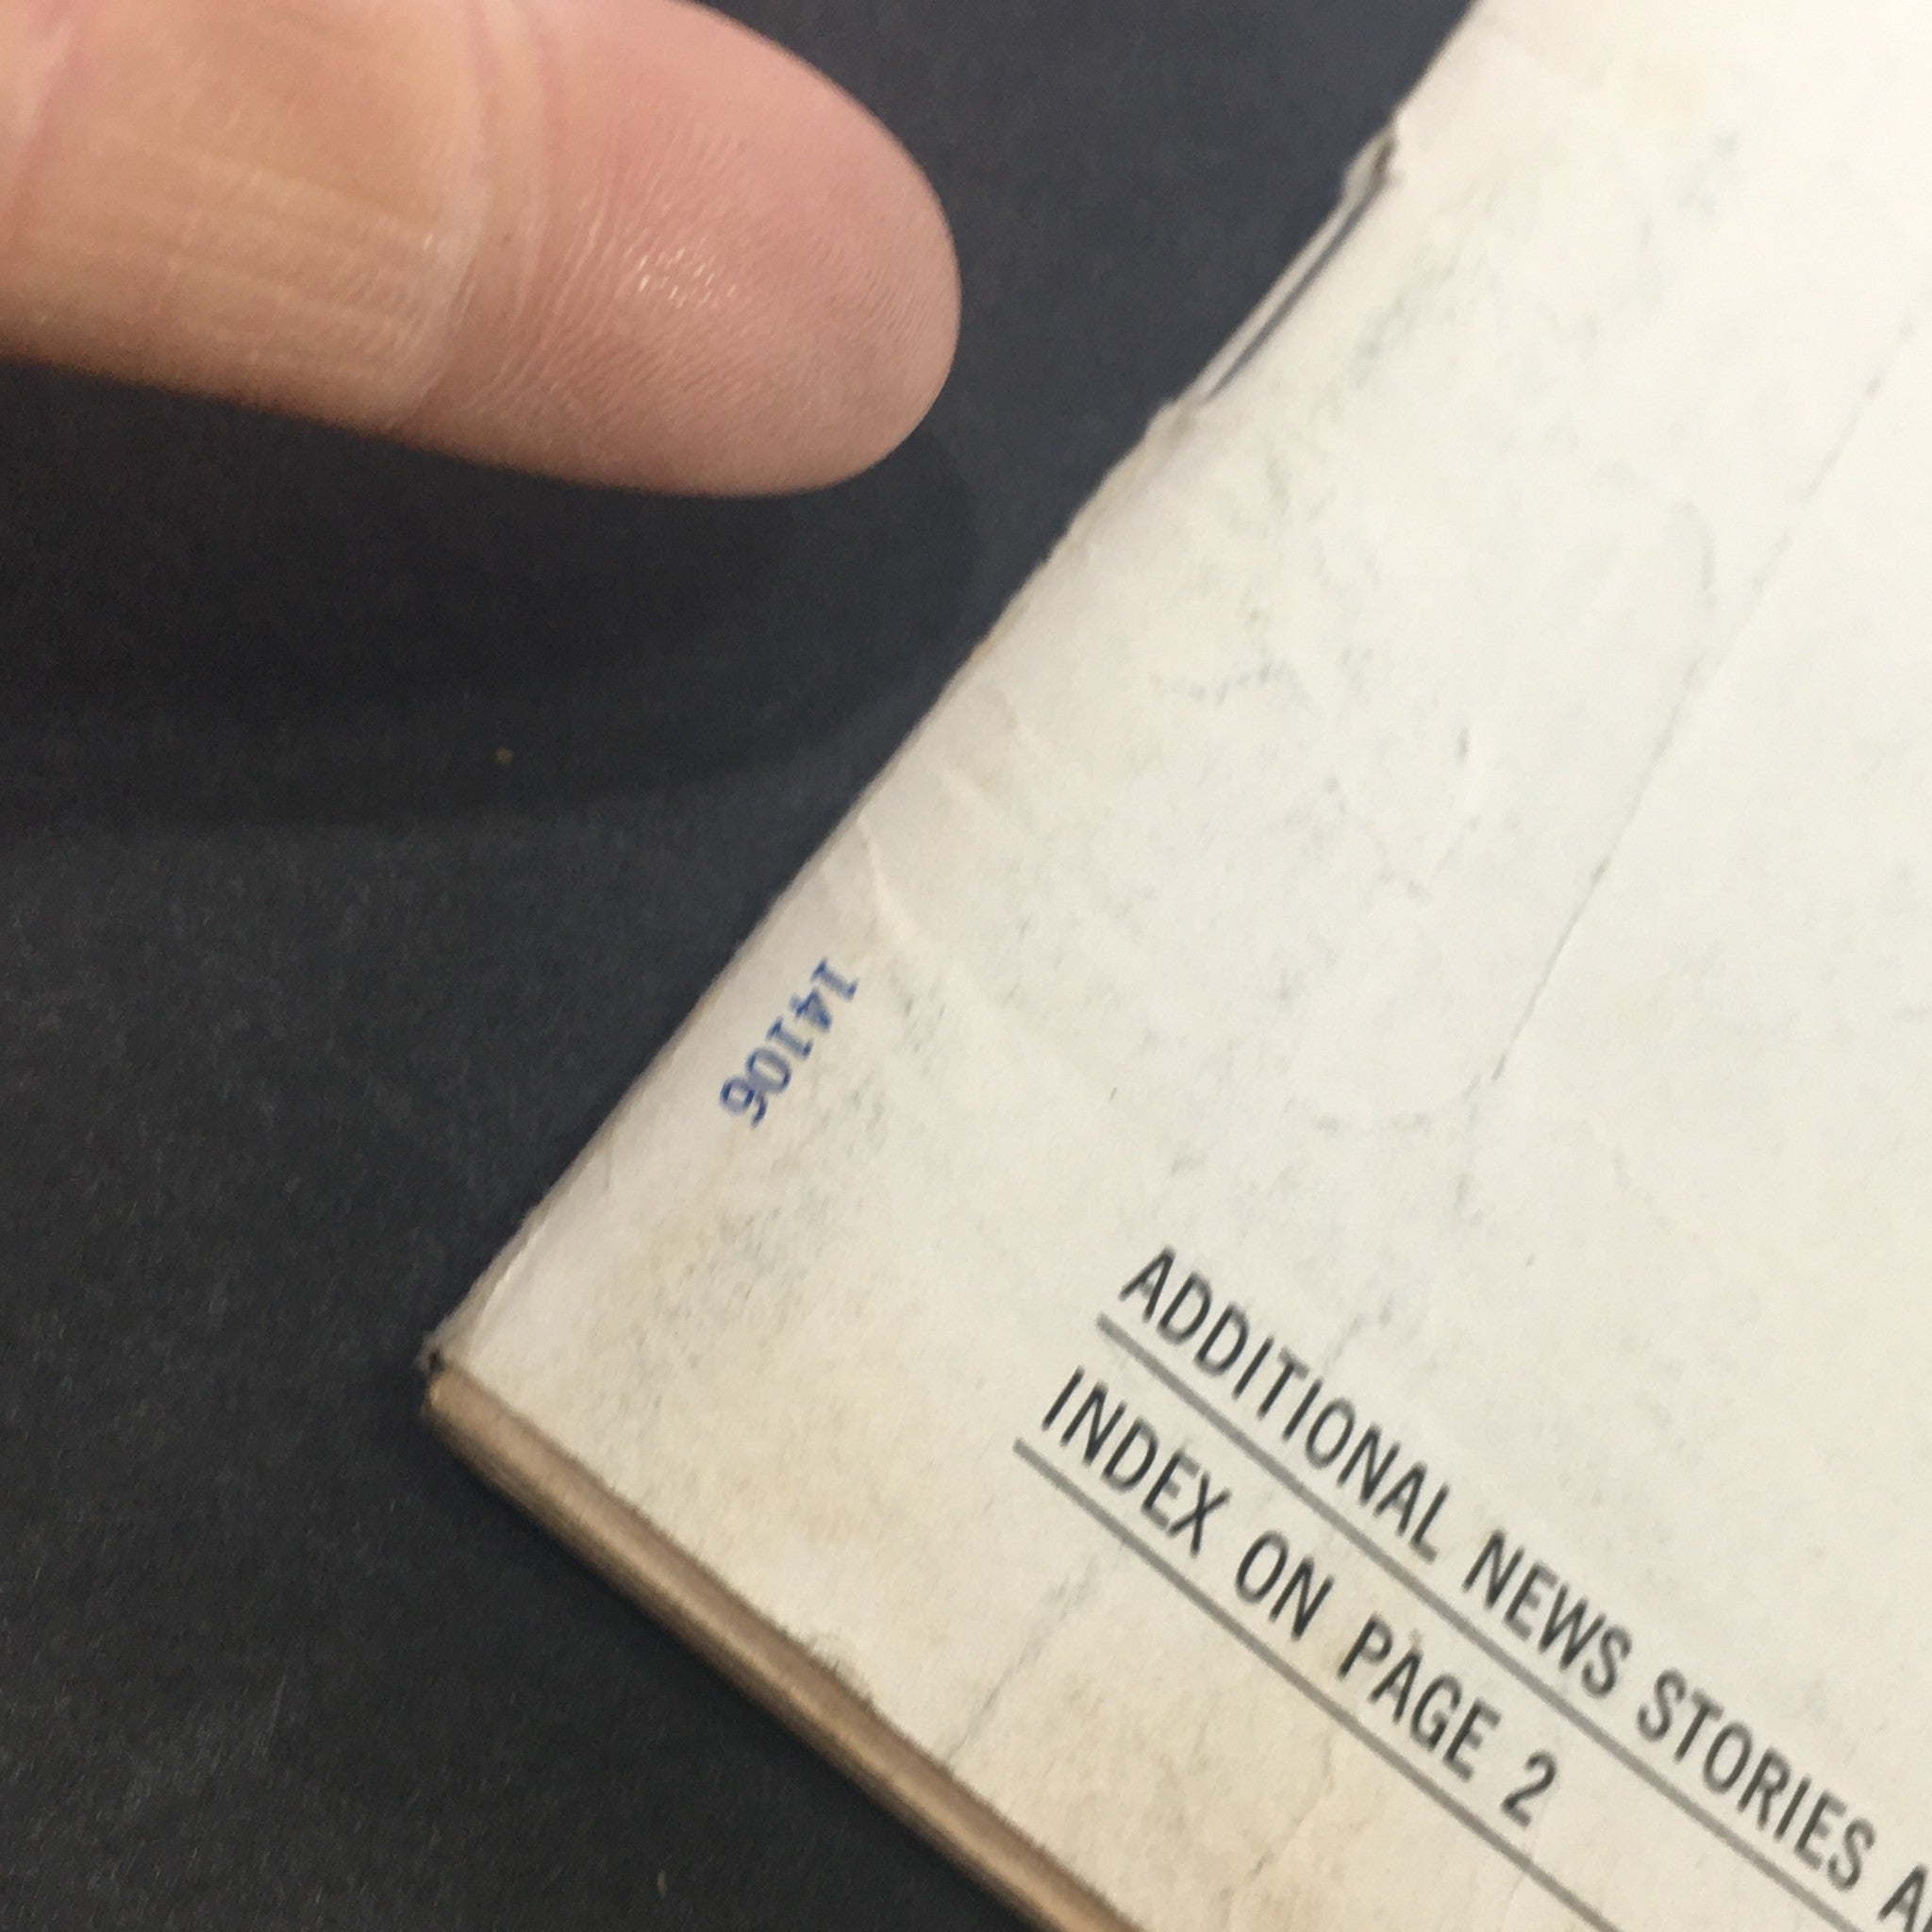 14106
ADDITIONAL NEWS STORIES A
INDEX ON PAGE 2